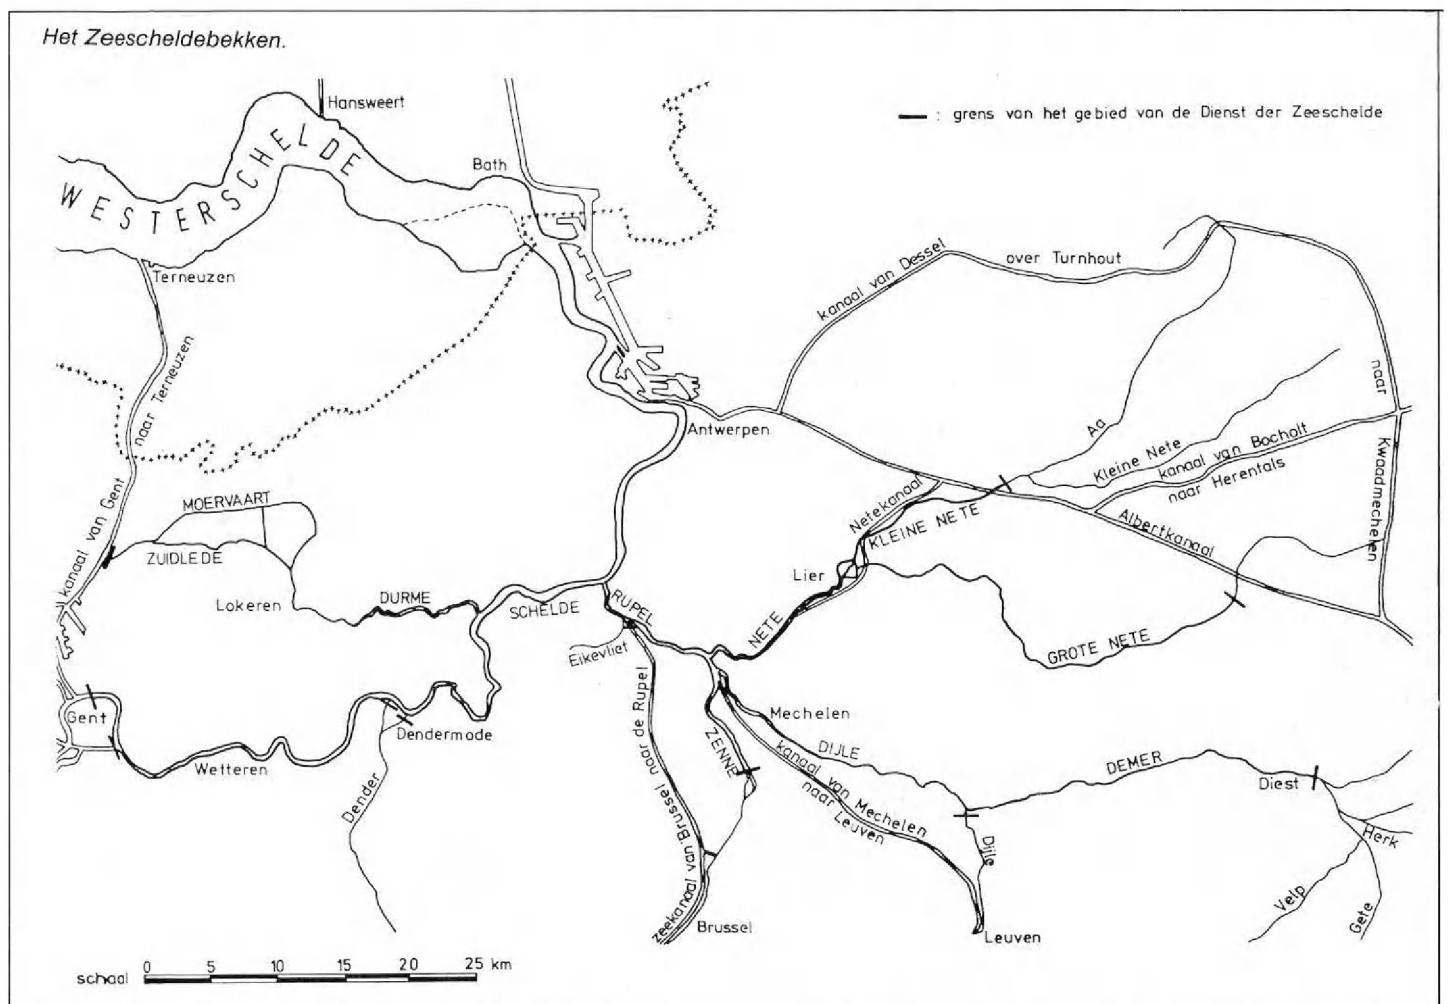 Het Zeescheldebekken.
Hansweert
— : grens van het gebied van de Dienst der Zeeschelde
Bath
WESTERSCHELDE
Terneuzen
kanaal van Dessel
over Turnhout
naar
Kwaadmechelen
kanaal van Gent
naar Terneuzen
Antwerpen
Aa
Kleine Nete
kanaal van Bocholt
naar Herentals
Netekanaal
KLEINE NETE
Albertkanaal
MOERVAART
ZUIDLEDE
Lokeren
DURME
SCHELDE
RUPEL
Lier
NETE
GROTE NETE
Eikevliet
Gent
Wetteren
Dendermode
Dender
zeekanaal van Brussel naar de Rupel
ZENNE
Mechelen
DIJLE
kanaal van Mechelen
naar Leuven
DEMER
Diest
Herk
Dijle
Velp
Gete
Brussel
Leuven
schaal 0 5 10 15 20 25 km